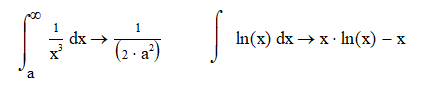 ∫_a^∞ 1/x³ dx → 1/(2 · a²)
∫ ln(x) dx → x · ln(x) − x